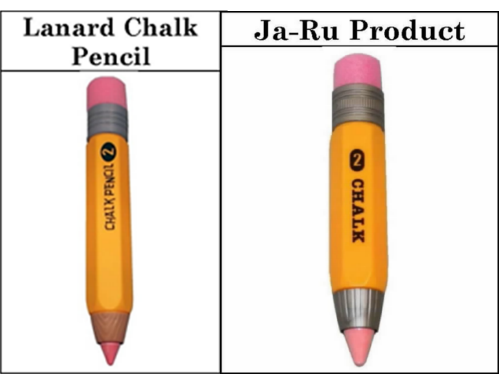 Lanard Chalk
Pencil
Ja-Ru Product
CHALK PENCIL 2
2 CHALK